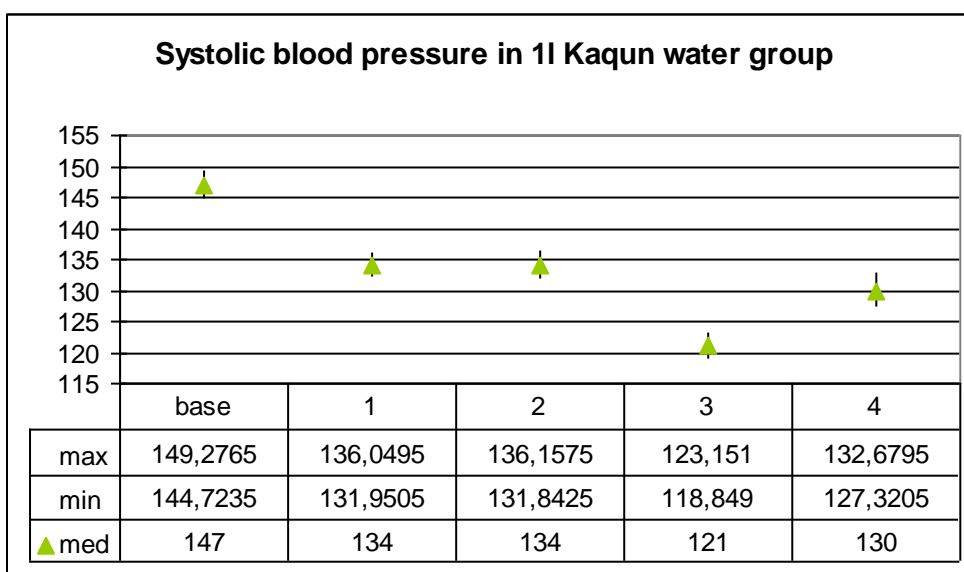 Systolic blood pressure in 1l Kaqun water group
155
150
145
140
135
130
125
120
115
base 1 2 3 4
max 149,2765 136,0495 136,1575 123,151 132,6795
min 144,7235 131,9505 131,8425 118,849 127,3205
med 147 134 134 121 130